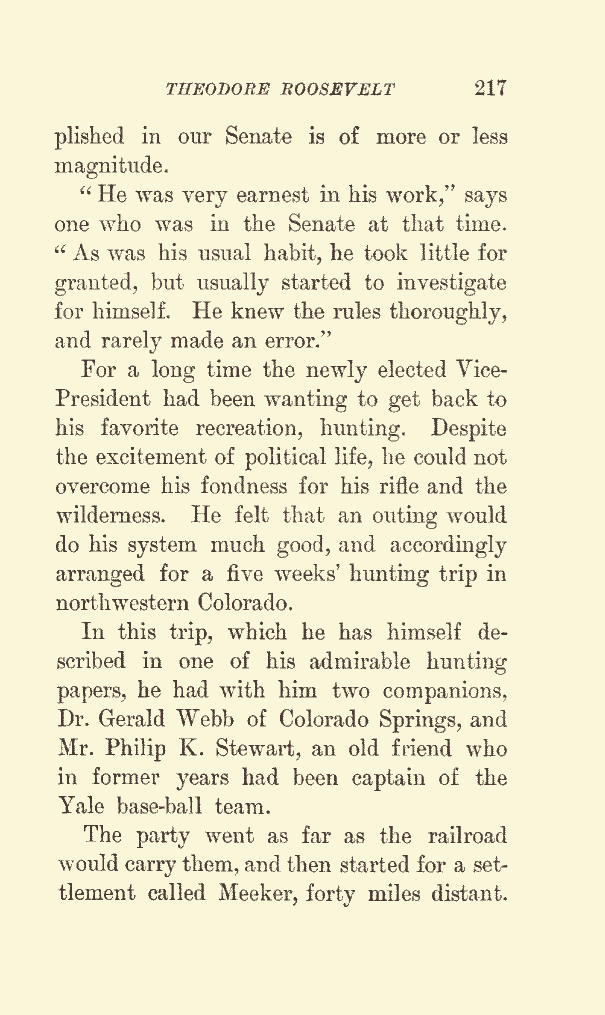 THEODORE ROOSEVELT 217
plished in our Senate is of more or less
magnitude.
“ He was very earnest in his work,” says
one who was in the Senate at that time.
“ As was his usual habit, he took little for
granted, but usually started to investigate
for himself. He knew the rules thoroughly,
and rarely made an error.”
For a long time the newly elected Vice-
President had been wanting to get back to
his favorite recreation, hunting. Despite
the excitement of political life, he could not
overcome his fondness for his rifle and the
wilderness. He felt that an outing would
do his system much good, and accordingly
arranged for a five weeks’ hunting trip in
northwestern Colorado.
In this trip, which he has himself de-
scribed in one of his admirable hunting
papers, he had with him two companions,
Dr. Gerald Webb of Colorado Springs, and
Mr. Philip K. Stewart, an old friend who
in former years had been captain of the
Yale base-ball team.
The party went as far as the railroad
would carry them, and then started for a set-
tlement called Meeker, forty miles distant.